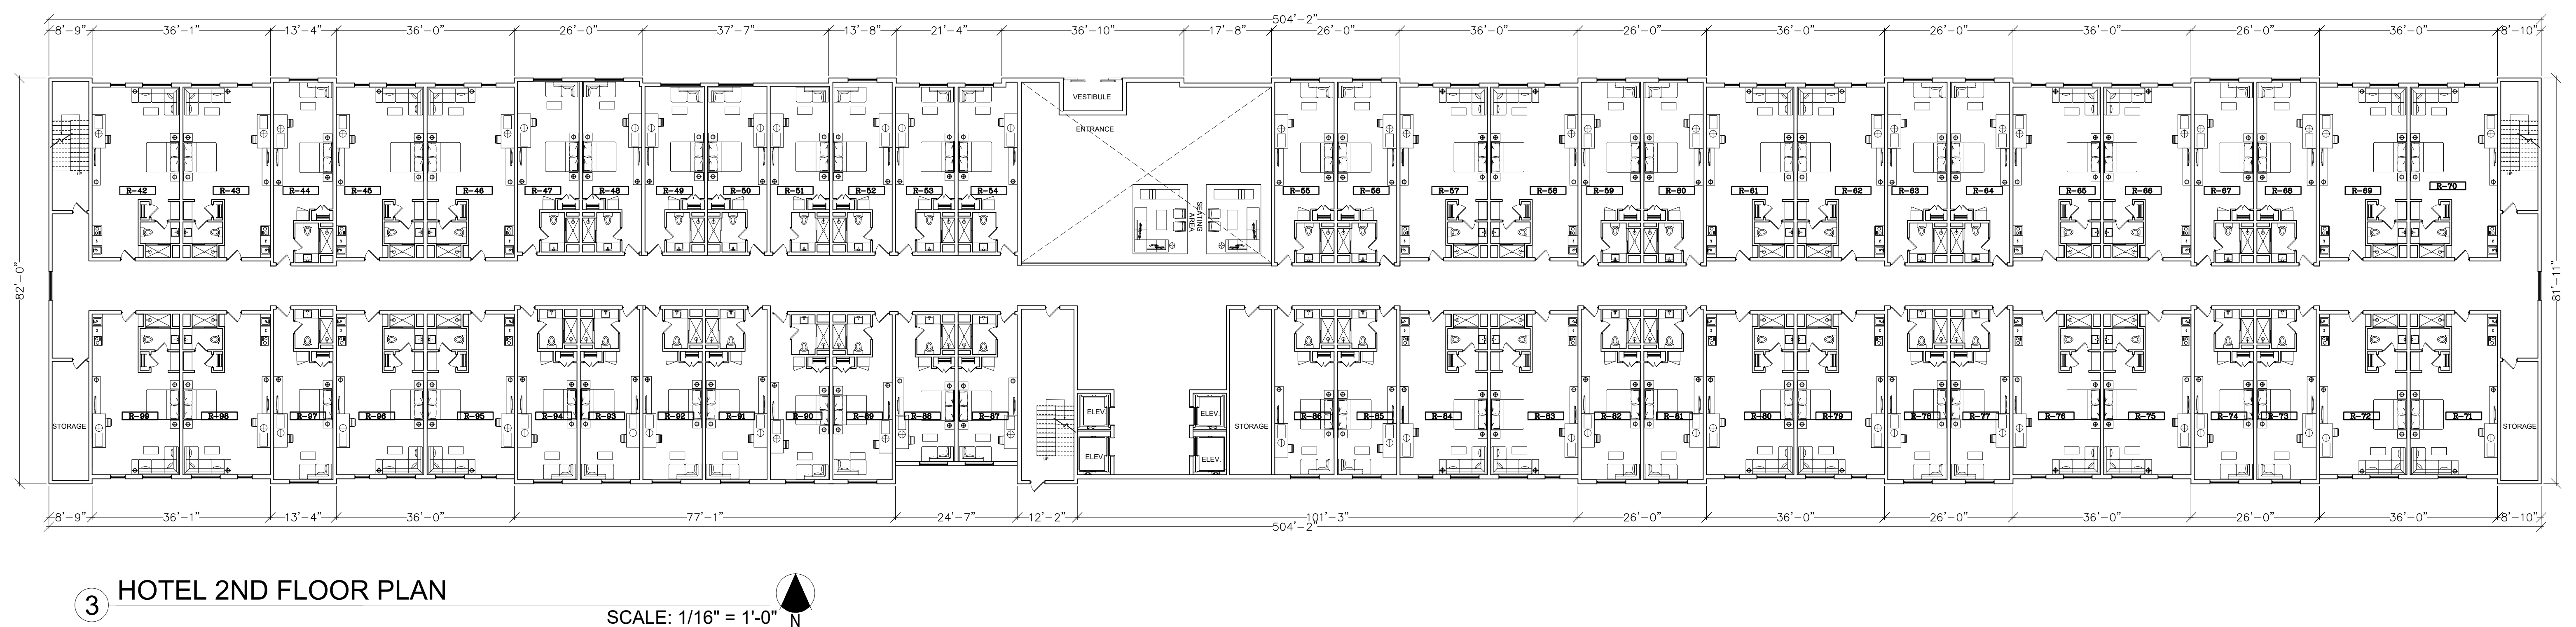 504'-2"
8'-9" 36'-1" 13'-4" 36'-0" 26'-0" 37'-7" 13'-8" 21'-4" 36'-10" 17'-8" 26'-0" 36'-0" 26'-0" 36'-0" 26'-0" 36'-0" 26'-0" 36'-0" 8'-10"
VESTIBULE
ENTRANCE
R-42 R-43 R-44 R-45 R-46 R-47 R-48 R-49 R-50 R-51 R-52 R-53 R-54 R-55 R-56 R-57 R-58 R-59 R-60 R-61 R-62 R-63 R-64 R-65 R-66 R-67 R-68 R-69 R-70
SEATING
AREA
82'-0"
81'-11"
R-99 R-98 R-97 R-96 R-95 R-94 R-93 R-92 R-91 R-90 R-89 R-88 R-87 ELEV. ELEV. R-86 R-85 R-84 R-83 R-82 R-81 R-80 R-79 R-78 R-77 R-76 R-75 R-74 R-73 R-72 R-71
STORAGE STORAGE STORAGE
ELEV. ELEV.
8'-9" 36'-1" 13'-4" 36'-0" 77'-1" 24'-7" 12'-2" 101'-3" 26'-0" 36'-0" 26'-0" 36'-0" 26'-0" 36'-0" 8'-10"
504'-2"
3 HOTEL 2ND FLOOR PLAN
SCALE: 1/16" = 1'-0" N